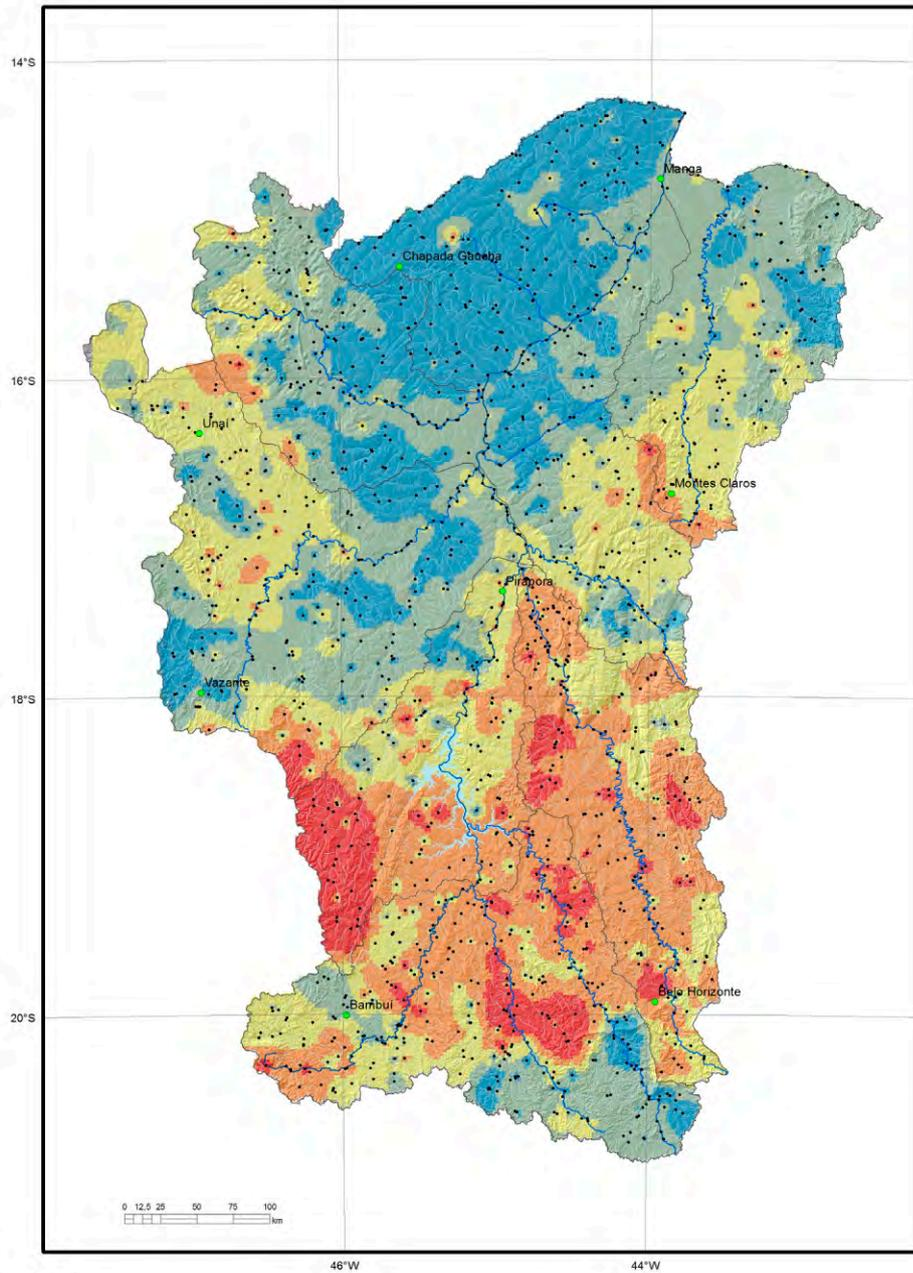 14°S
Manga
Chapada Gaúcha
16°S
Unaí
Montes Claros
Pirapora
18°S
Vazante
Belo Horizonte
20°S
Bambuí
0 12,5 25 50 75 100
km
46°W 44°W